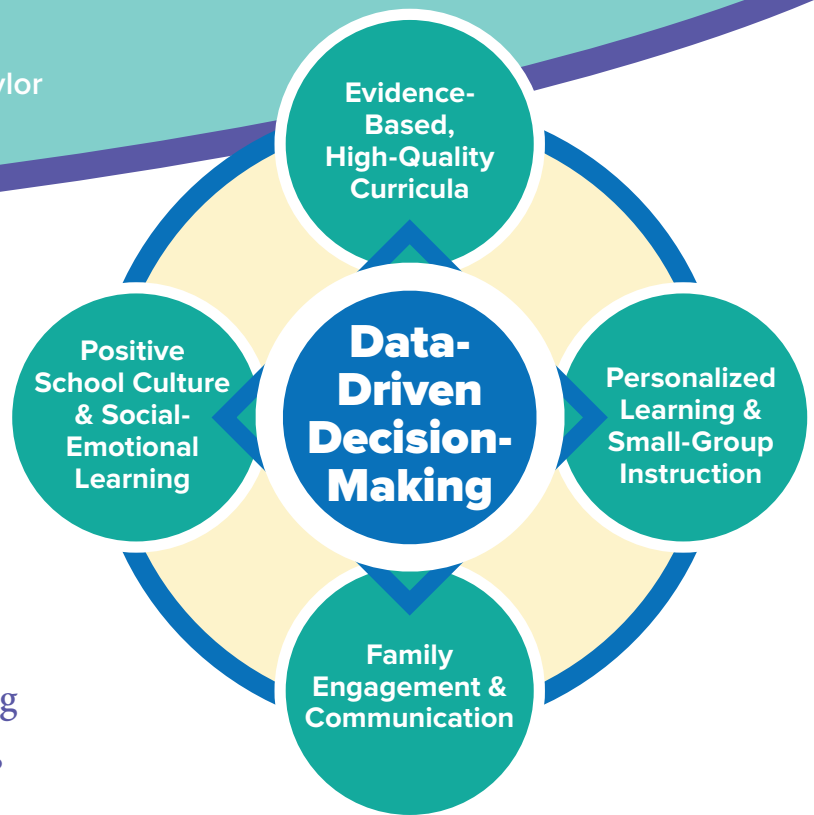 Evidence-
Based,
High-Quality
Curricula
Positive
School Culture
& Social-
Emotional
Learning
Data-
Driven
Decision-
Making
Personalized
Learning &
Small-Group
Instruction
Family
Engagement &
Communication